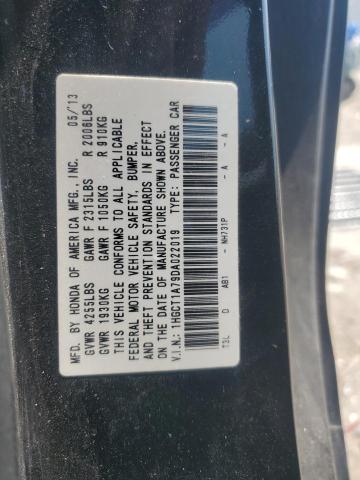 MFD. BY HONDA OF AMERICA MFG., INC. 05/'13
GVWR 4255LBS GAWR F 2315LBS R 2006LBS
GVWR 1930KG GAWR F 1050KG R 910KG
THIS VEHICLE CONFORMS TO ALL APPLICABLE
FEDERAL MOTOR VEHICLE SAFETY, BUMPER,
AND THEFT PREVENTION STANDARDS IN EFFECT
ON THE DATE OF MANUFACTURE SHOWN ABOVE.
V.I.N.: 1HGCT1A79DA022019 TYPE: PASSENGER CAR
T3L D AB1 - NH731P - A - A